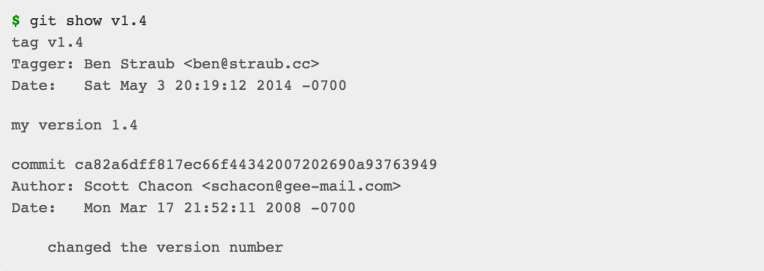 $ git show v1.4
tag v1.4
Tagger: Ben Straub <ben@straub.cc>
Date:   Sat May 3 20:19:12 2014 -0700
my version 1.4
commit ca82a6dff817ec66f44342007202690a93763949
Author: Scott Chacon <schacon@gee-mail.com>
Date:   Mon Mar 17 21:52:11 2008 -0700
    changed the version number